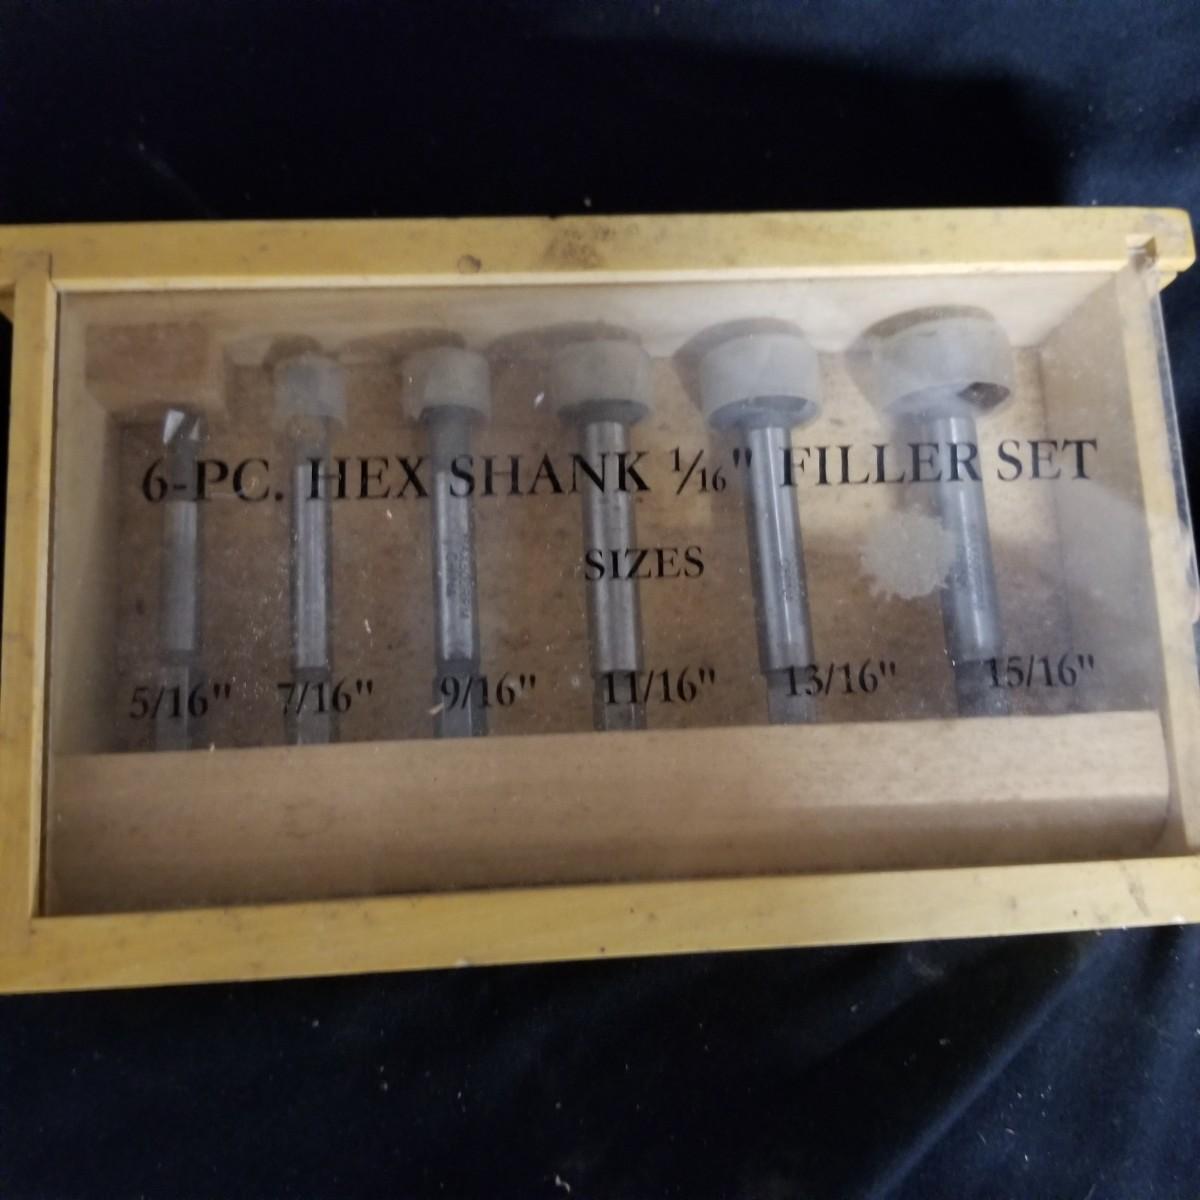 6-PC. HEX SHANK 1/16" FILLER SET
SIZES
5/16" 7/16" 9/16" 11/16" 13/16" 15/16"